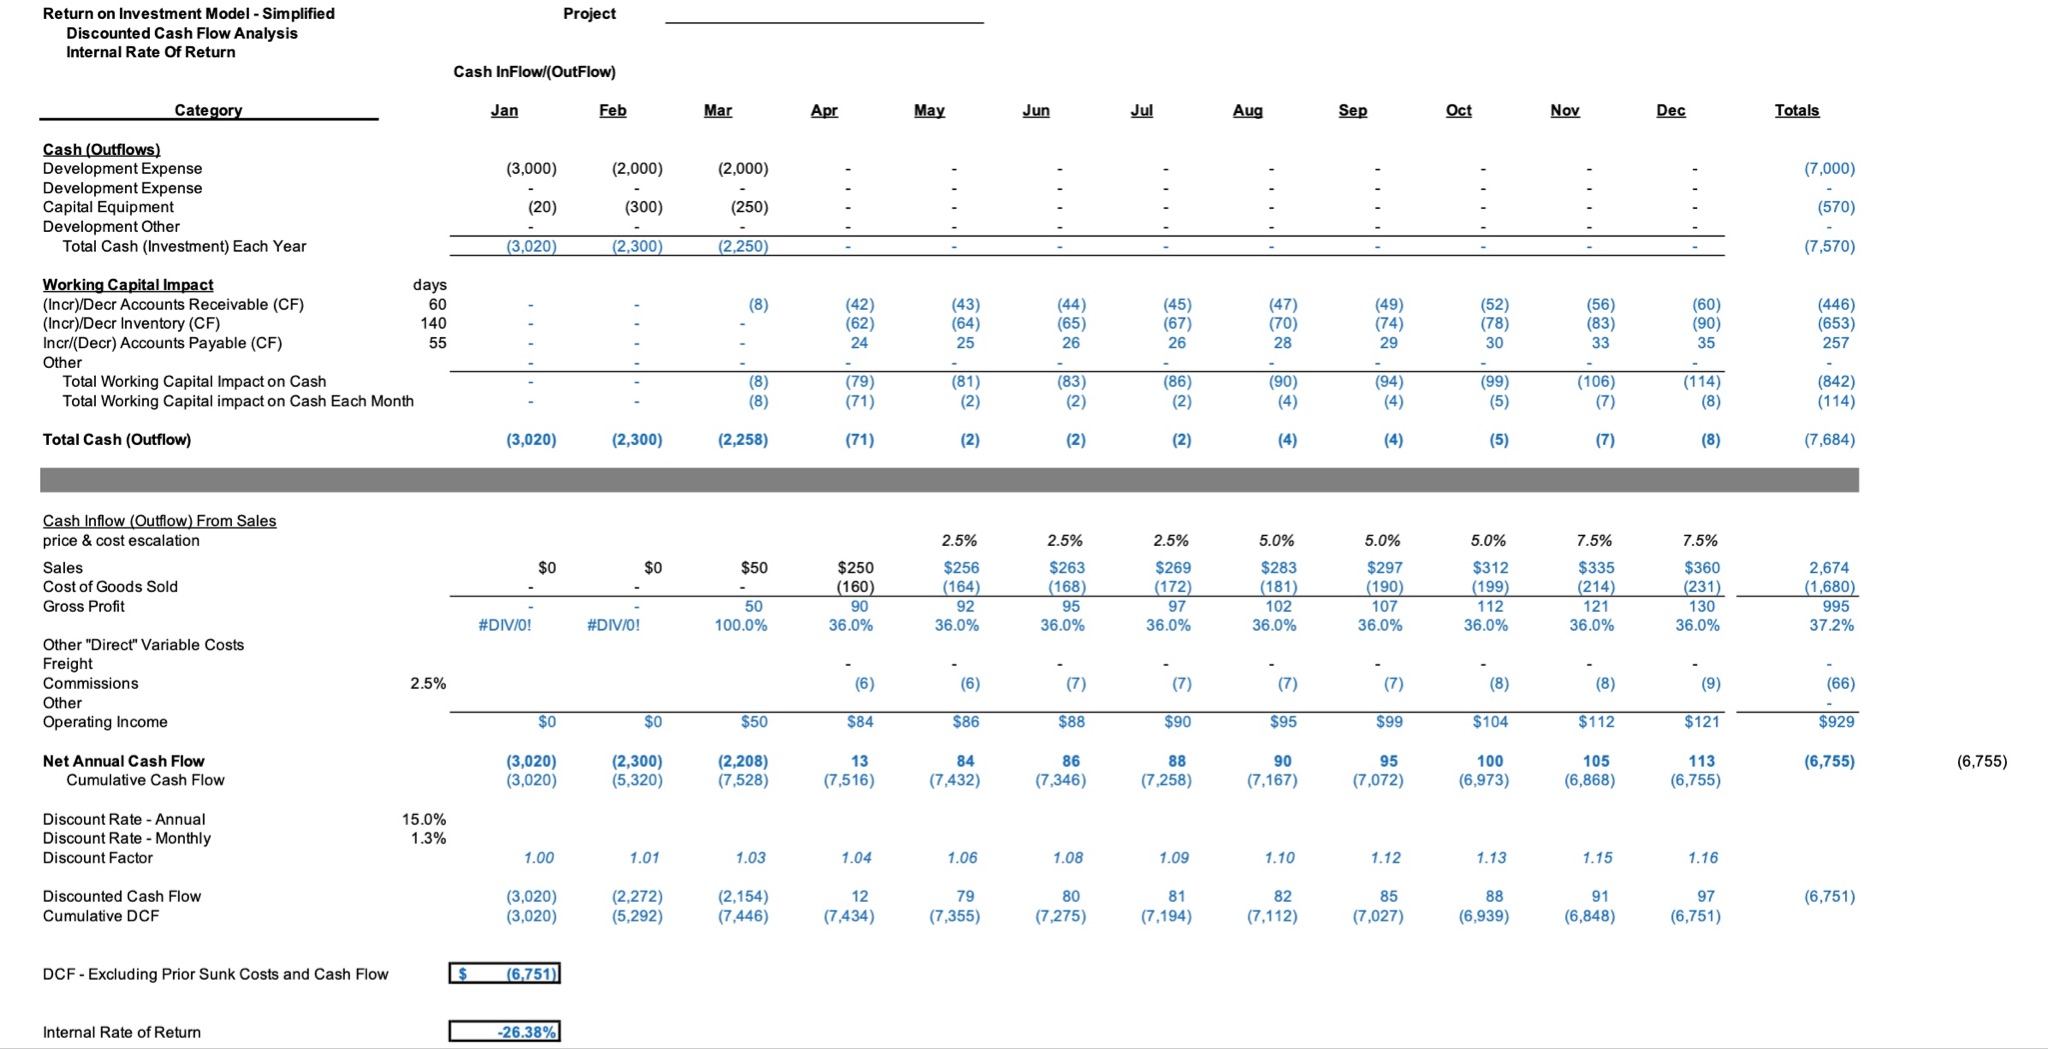 Return on Investment Model - Simplified Project
Discounted Cash Flow Analysis
Internal Rate Of Return
Cash InFlow/(OutFlow)
Category Jan Feb Mar Apr May Jun Jul Aug Sep Oct Nov Dec Totals
Cash (Outflows)
Development Expense (3,000) (2,000) (2,000) - - - - - - - - - (7,000)
Development Expense - - - - - - - - - - - - -
Capital Equipment (20) (300) (250) - - - - - - - - - (570)
Development Other - - - - - - - - - - - - -
Total Cash (Investment) Each Year (3,020) (2,300) (2,250) - - - - - - - - - (7,570)
Working Capital Impact days
(Incr)/Decr Accounts Receivable (CF) 60 - - (8) (42) (43) (44) (45) (47) (49) (52) (56) (60) (446)
(Incr)/Decr Inventory (CF) 140 - - - (62) (64) (65) (67) (70) (74) (78) (83) (90) (653)
Incr/(Decr) Accounts Payable (CF) 55 - - - 24 25 26 26 28 29 30 33 35 257
Other - - - - - - - - - - - - -
Total Working Capital Impact on Cash - - (8) (79) (81) (83) (86) (90) (94) (99) (106) (114) (842)
Total Working Capital impact on Cash Each Month - - (8) (71) (2) (2) (2) (4) (4) (5) (7) (8) (114)
Total Cash (Outflow) (3,020) (2,300) (2,258) (71) (2) (2) (2) (4) (4) (5) (7) (8) (7,684)
Cash Inflow (Outflow) From Sales
price & cost escalation 2.5% 2.5% 2.5% 5.0% 5.0% 5.0% 7.5% 7.5%
Sales $0 $0 $50 $250 $256 $263 $269 $283 $297 $312 $335 $360 2,674
Cost of Goods Sold - - - (160) (164) (168) (172) (181) (190) (199) (214) (231) (1,680)
Gross Profit - - 50 90 92 95 97 102 107 112 121 130 995
#DIV/0! #DIV/0! 100.0% 36.0% 36.0% 36.0% 36.0% 36.0% 36.0% 36.0% 36.0% 36.0% 37.2%
Other "Direct" Variable Costs
Freight - - - - - - - - - -
Commissions 2.5% (6) (6) (7) (7) (7) (7) (8) (8) (9) (66)
Other -
Operating Income $0 $0 $50 $84 $86 $88 $90 $95 $99 $104 $112 $121 $929
Net Annual Cash Flow (3,020) (2,300) (2,208) 13 84 86 88 90 95 100 105 113 (6,755) (6,755)
Cumulative Cash Flow (3,020) (5,320) (7,528) (7,516) (7,432) (7,346) (7,258) (7,167) (7,072) (6,973) (6,868) (6,755)
Discount Rate - Annual 15.0%
Discount Rate - Monthly 1.3%
Discount Factor 1.00 1.01 1.03 1.04 1.06 1.08 1.09 1.10 1.12 1.13 1.15 1.16
Discounted Cash Flow (3,020) (2,272) (2,154) 12 79 80 81 82 85 88 91 97 (6,751)
Cumulative DCF (3,020) (5,292) (7,446) (7,434) (7,355) (7,275) (7,194) (7,112) (7,027) (6,939) (6,848) (6,751)
DCF - Excluding Prior Sunk Costs and Cash Flow $ (6,751)
Internal Rate of Return -26.38%